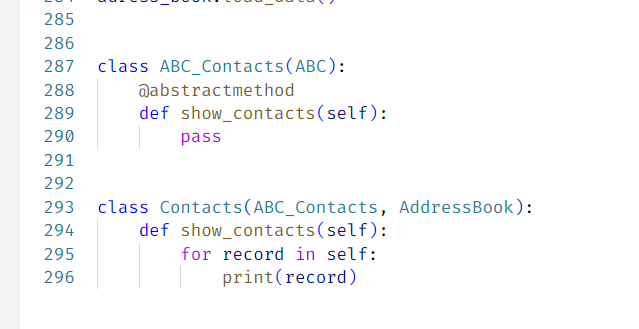 285
286
287 class ABC_Contacts(ABC):
288 @abstractmethod
289 def show_contacts(self):
290 pass
291
292
293 class Contacts(ABC_Contacts, AddressBook):
294 def show_contacts(self):
295 for record in self:
296 print(record)